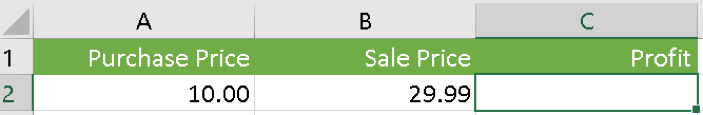 A B C
1 Purchase Price Sale Price Profit
2 10.00 29.99